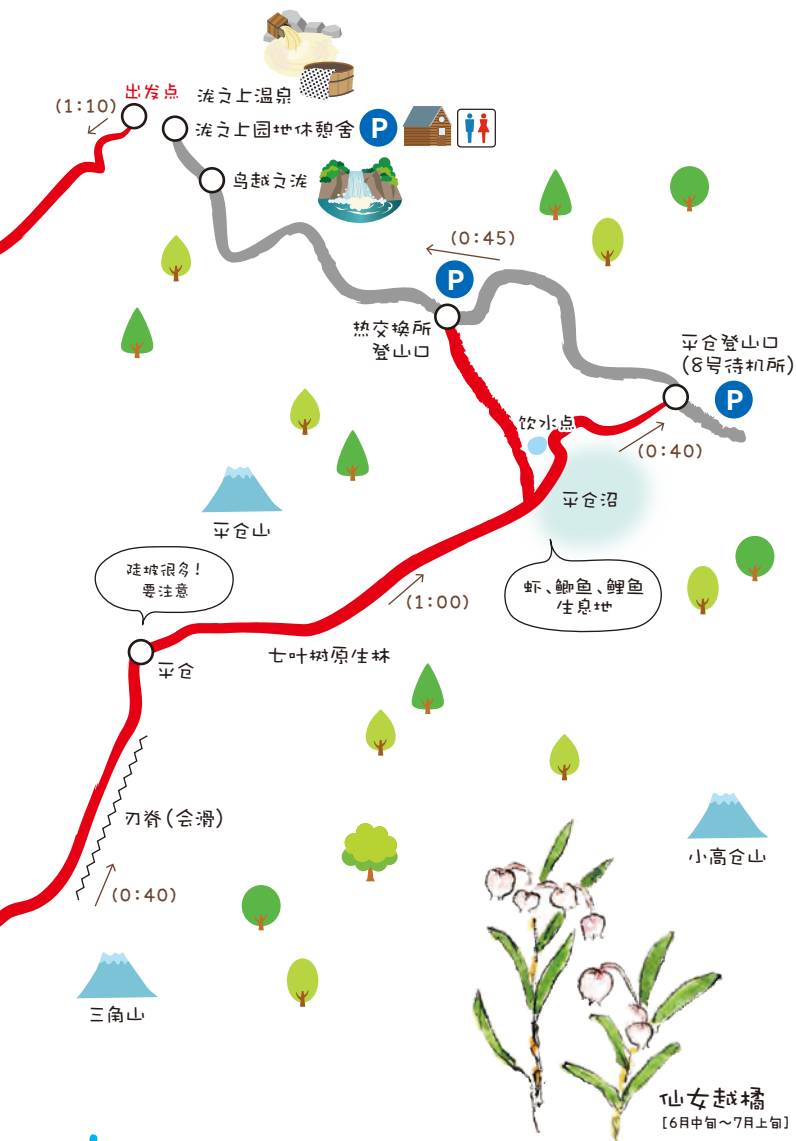 出发点
泷之上温泉
(1:10)
泷之上园地休憩舍
P
鸟越之泷
(0:45)
P
热交换所
登山口
平仓登山口
(8号待机所)
P
饮水点
(0:40)
平仓沼
平仓山
陡坡很多!
要注意
虾、鲫鱼、鲤鱼
生息地
(1:00)
七叶树原生林
平仓
刃脊(会滑)
小高仓山
(0:40)
三角山
仙女越橘
[6月中旬～7月上旬]